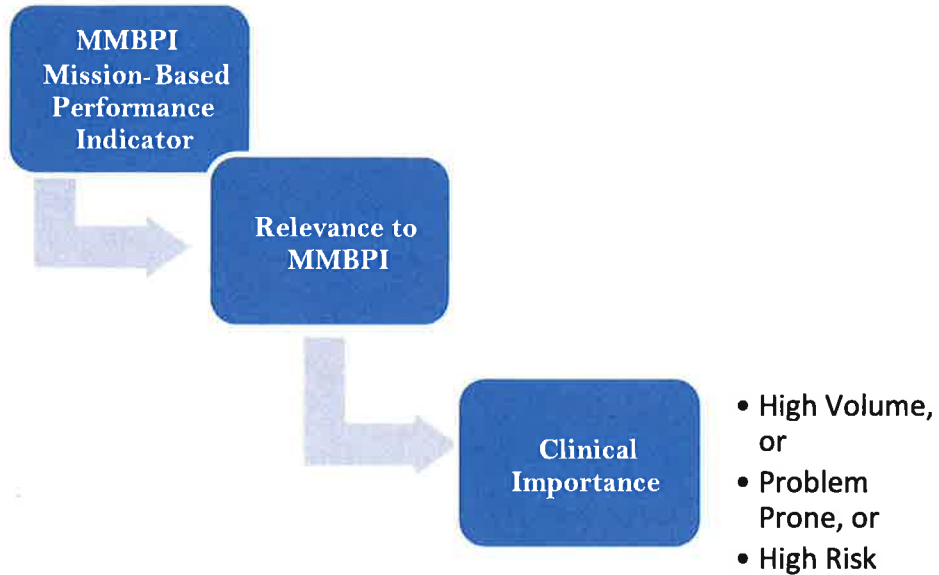 MMBPI
Mission-Based
Performance
Indicator
Relevance to
MMBPI
Clinical
Importance
• High Volume,
or
• Problem
Prone, or
• High Risk